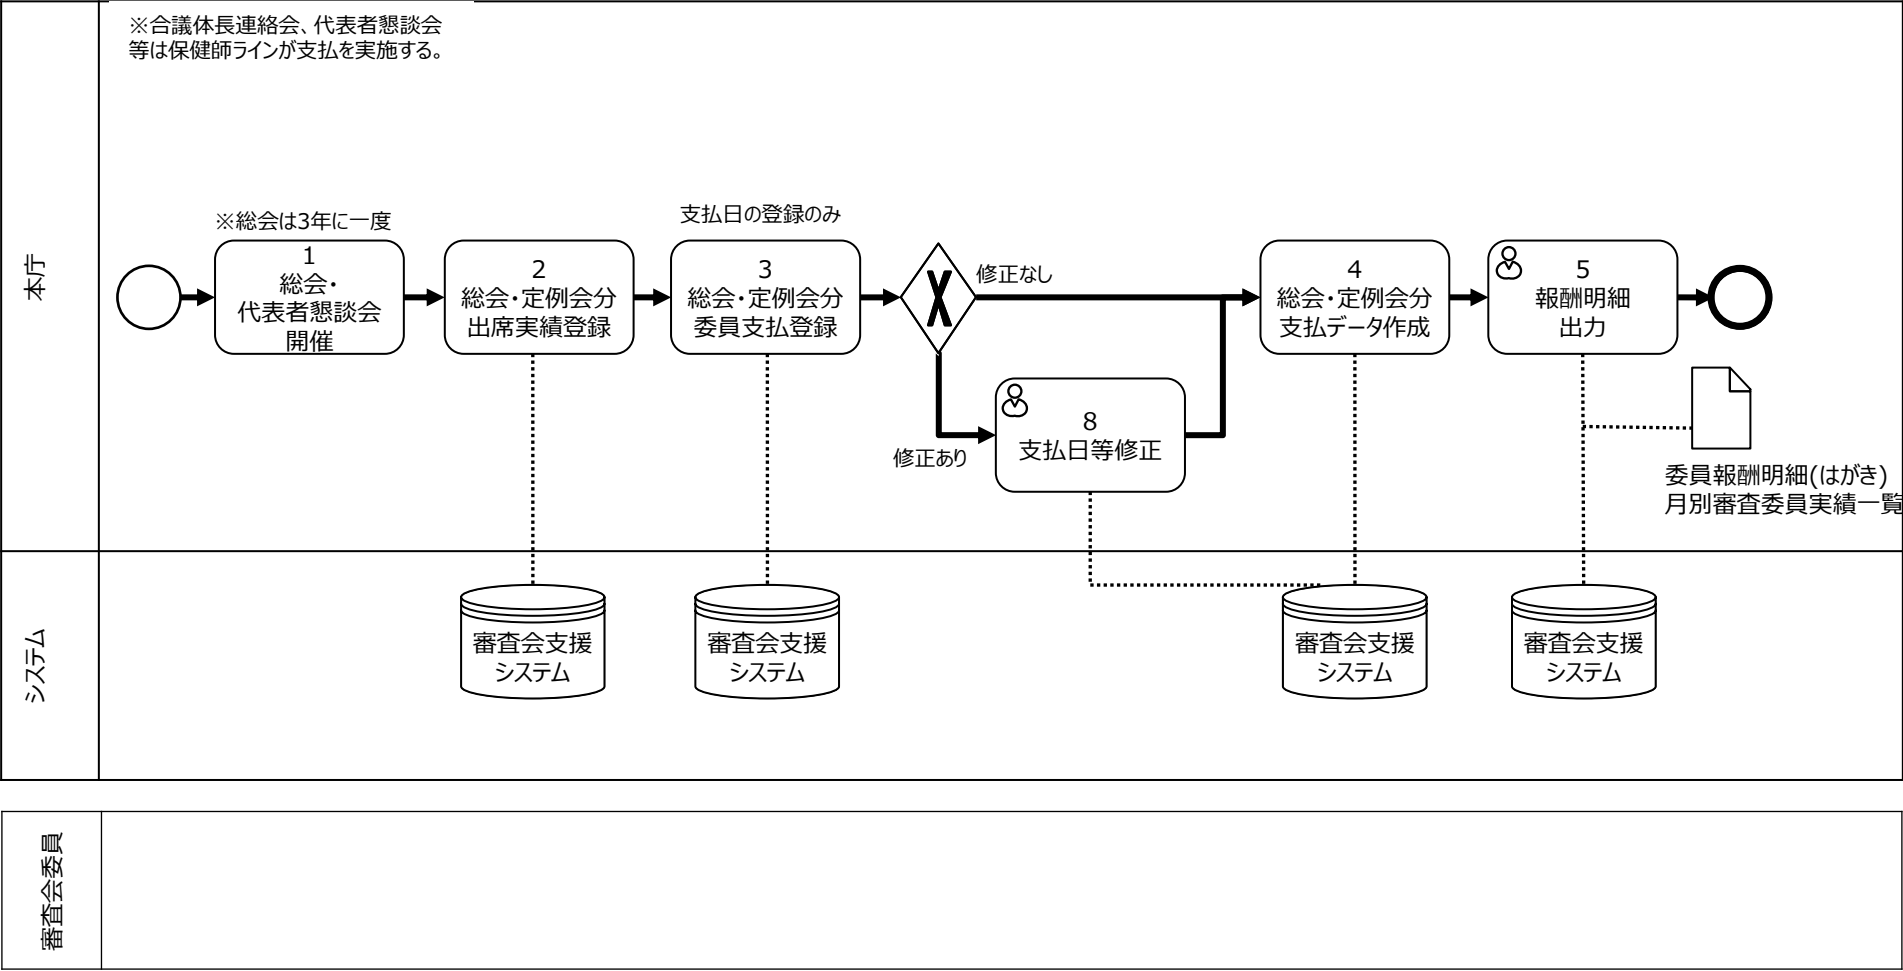 ※合議体長連絡会、代表者懇談会
等は保健師ラインが支払を実施する。
本庁
※総会は3年に一度
1
総会・
代表者懇談会
開催
2
総会・定例会分
出席実績登録
支払日の登録のみ
3
総会・定例会分
委員支払登録
修正なし
修正あり
8
支払日等修正
4
総会・定例会分
支払データ作成
5
報酬明細
出力
委員報酬明細(はがき)
月別審査委員実績一覧
システム
審査会支援
システム
審査会支援
システム
審査会支援
システム
審査会支援
システム
審査会委員